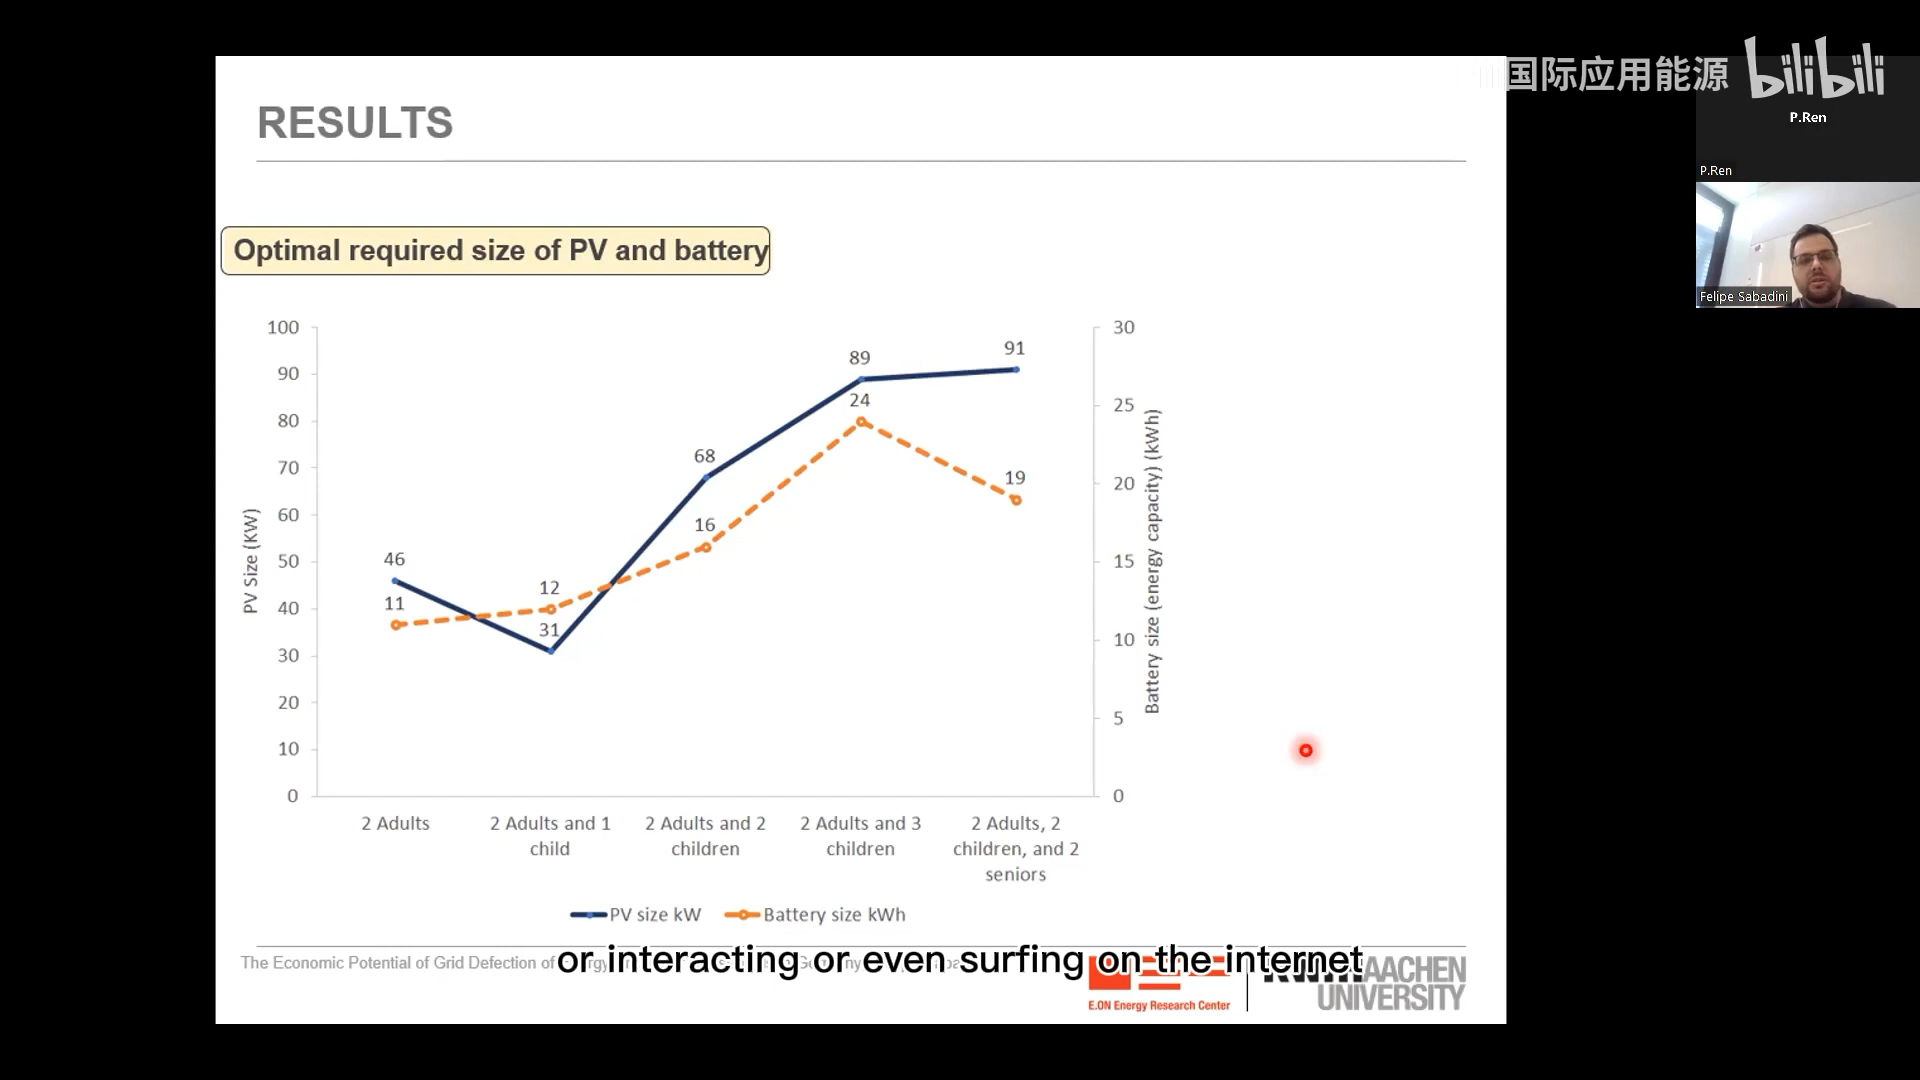 国际应用能源 bilibili
P.Ren
P.Ren
Felipe Sabadini
RESULTS
Optimal required size of PV and battery
100
90
80
70
60
50
40
30
20
10
0
PV Size (KW)
46
31
68
89
91
11
12
16
24
19
30
25
20
15
10
5
0
Battery size (energy capacity) (kWh)
2 Adults
2 Adults and 1
child
2 Adults and 2
children
2 Adults and 3
children
2 Adults, 2
children, and 2
seniors
PV size kW
Battery size kWh
The Economic Potential of Grid Defection of
or interacting or even surfing on the internet
E.ON Energy Research Center
RWTH AACHEN
UNIVERSITY